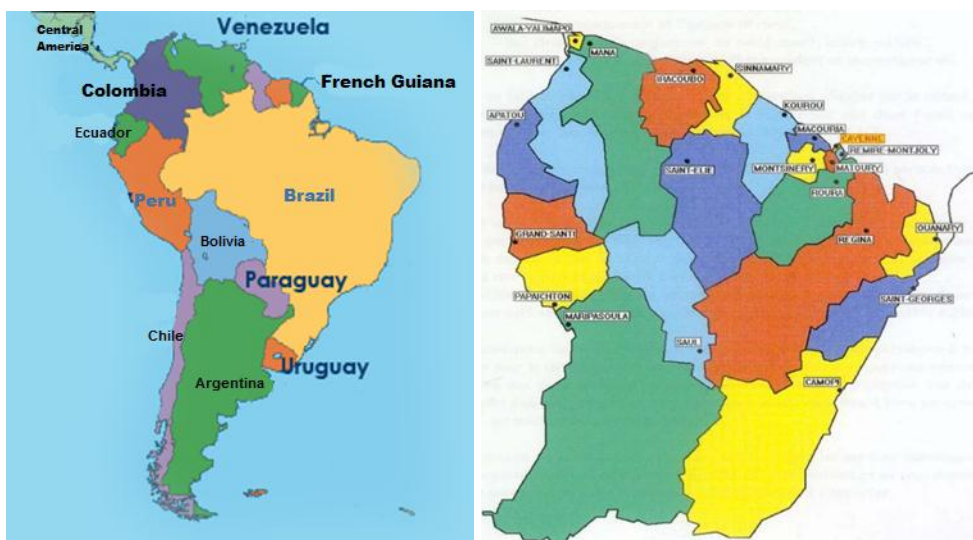 Central
America
Venezuela
French Guiana
Colombia
Ecuador
Peru
Brazil
Bolivia
Paraguay
Chile
Uruguay
Argentina
AWALA-YALIMAPO
MANA
SAINT-LAURENT
IRACOUBO
SINNAMARY
KOUROU
APATOU
MACOURIA
CAYENNE
REMIRE-MONTJOLY
SAINT-ELIE
MONTSINERY
MATOURY
ROURA
GRAND-SANTI
REGINA
OUANARY
PAPAICHTON
SAINT-GEORGES
MARIPASOULA
SAUL
CAMOPI